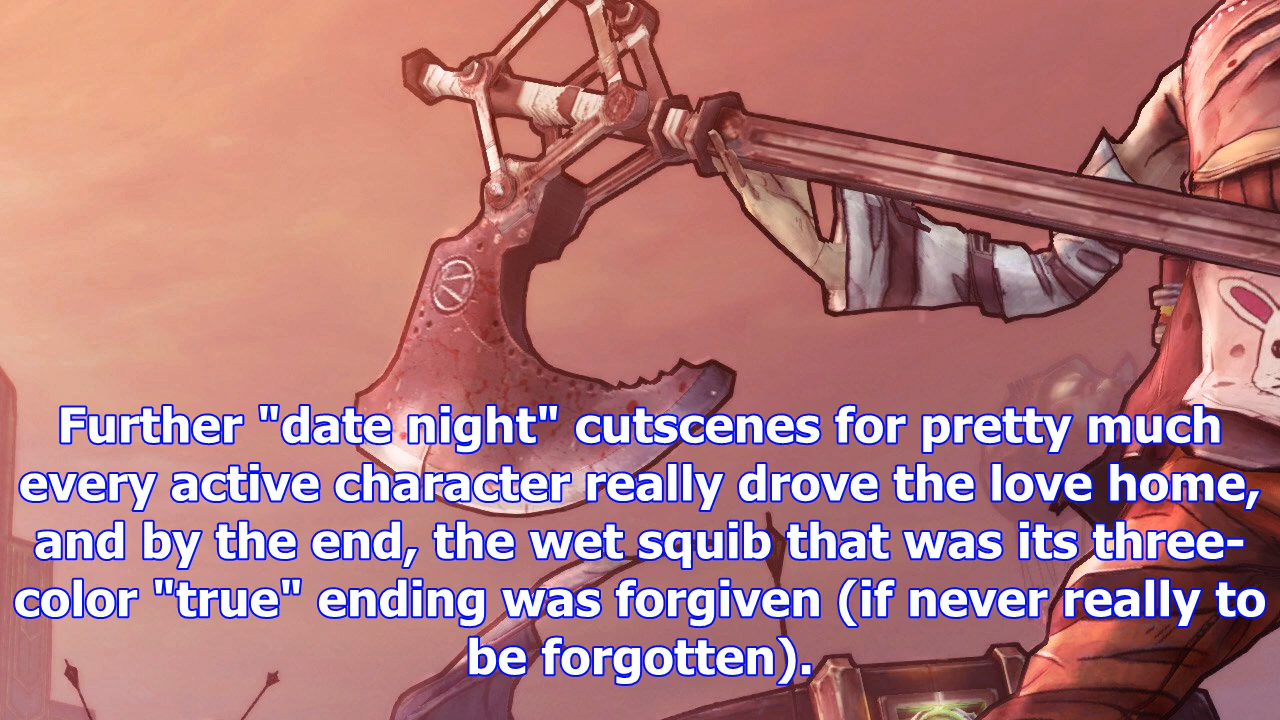 Further "date night" cutscenes for pretty much
every active character really drove the love home,
and by the end, the wet squib that was its three-
color "true" ending was forgiven (if never really to
be forgotten).